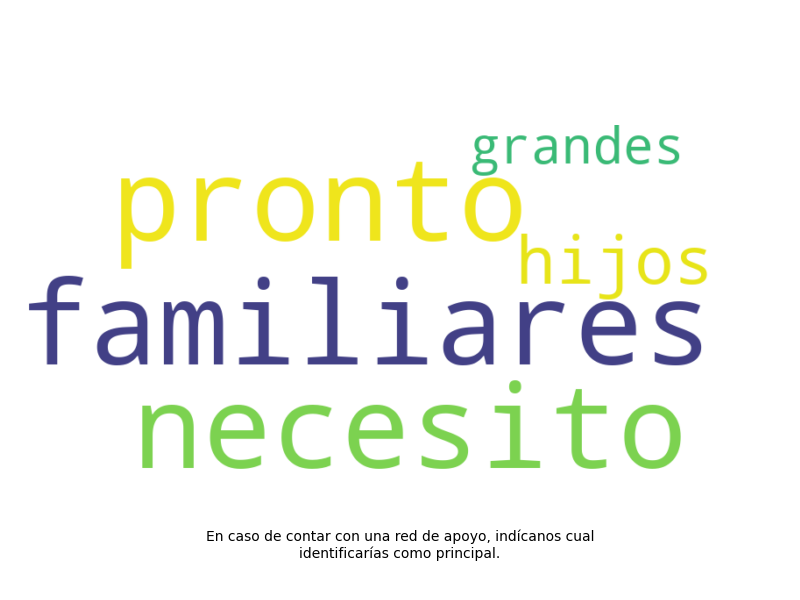 grandes
pronto
hijos
familiares
necesito
En caso de contar con una red de apoyo, indícanos cual
identificarías como principal.